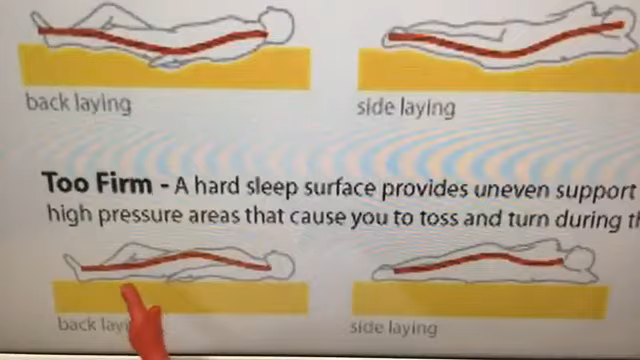 back laying
side laying
Too Firm - A hard sleep surface provides uneven support
high pressure areas that cause you to toss and turn during
back
side laying